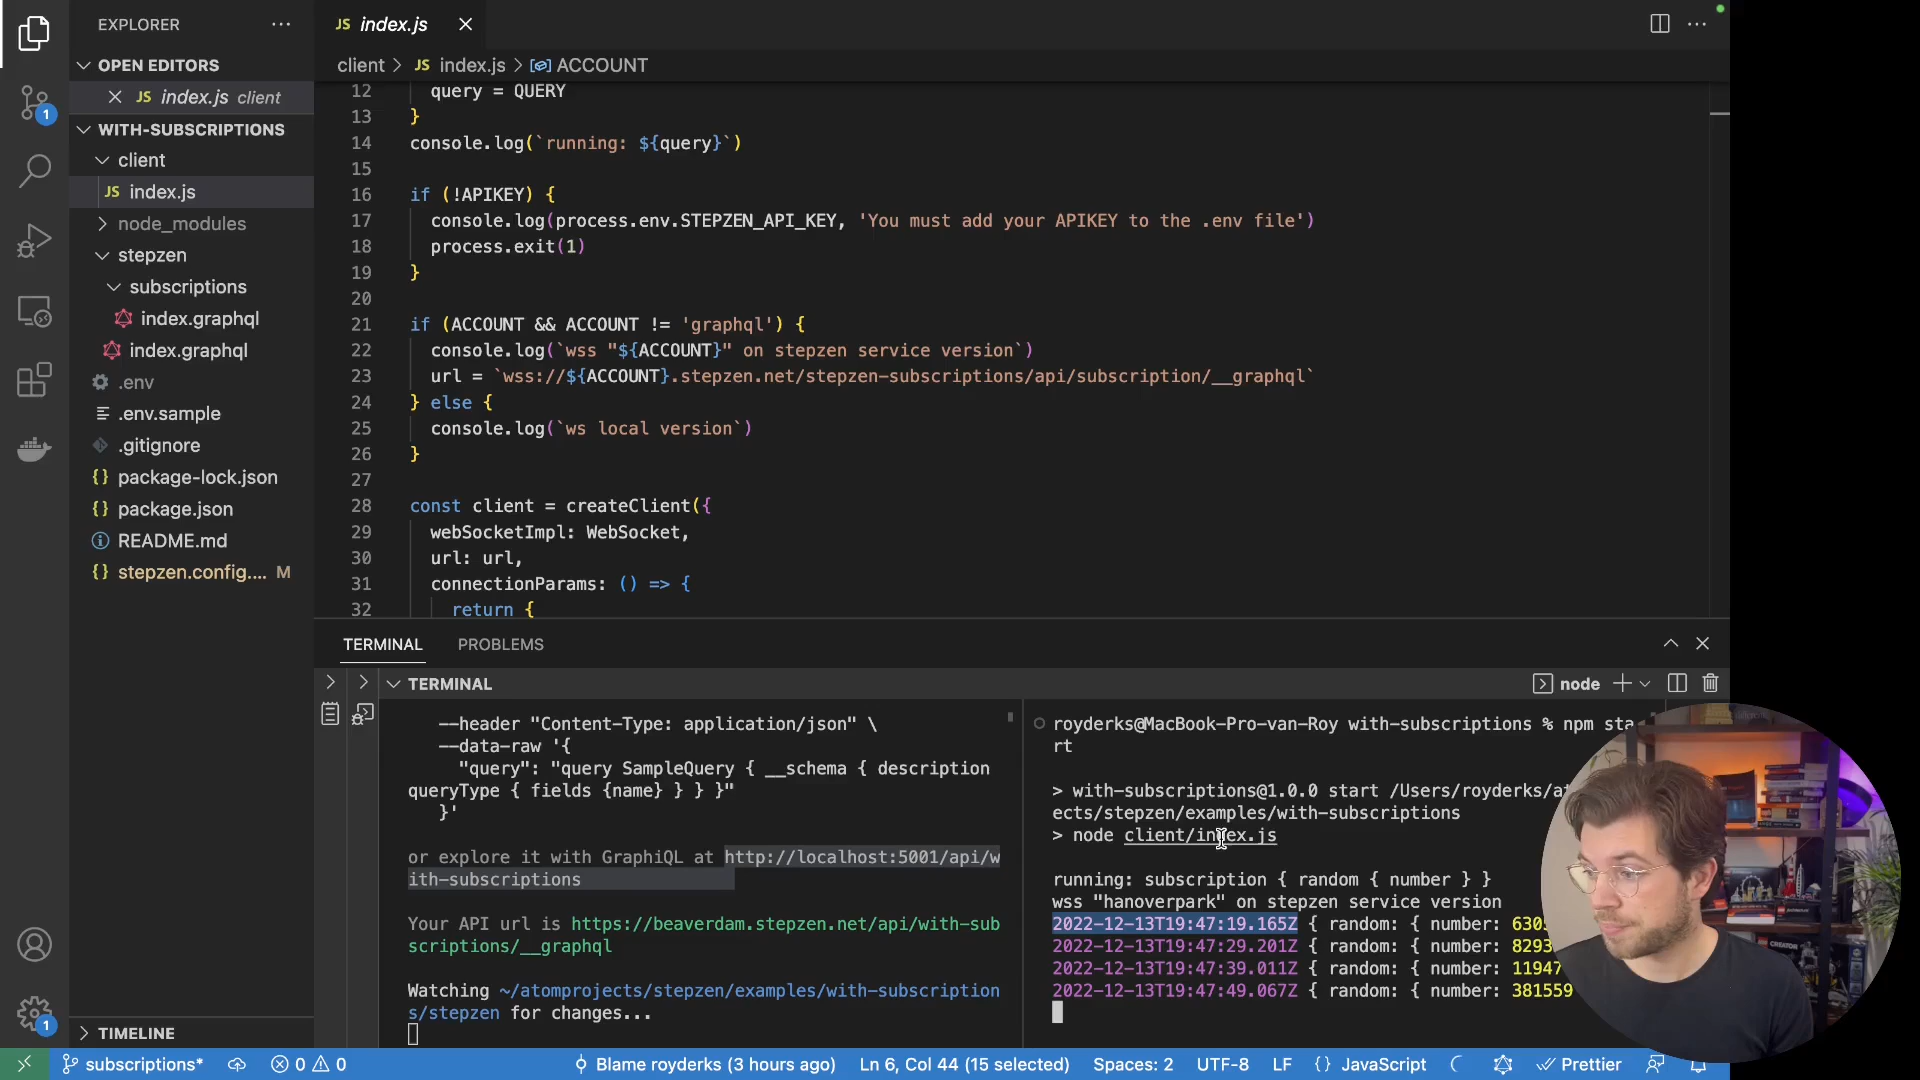 EXPLORER
JS index.js
OPEN EDITORS
client > JS index.js > ACCOUNT
JS index.js client
12 query = QUERY
WITH-SUBSCRIPTIONS
13 }
client
14 console.log(`running: ${query}`)
15
JS index.js
16 if (!APIKEY) {
node_modules
17 console.log(process.env.STEPZEN_API_KEY, 'You must add your APIKEY to the .env file')
stepzen
18 process.exit(1)
19 }
subscriptions
20
index.graphql
21 if (ACCOUNT && ACCOUNT != 'graphql') {
index.graphql
22 console.log(`wss "${ACCOUNT}" on stepzen service version`)
.env
23 url = `wss://${ACCOUNT}.stepzen.net/stepzen-subscriptions/api/subscription/__graphql`
.env.sample
24 } else {
.gitignore
25 console.log(`ws local version`)
26 }
package-lock.json
27
package.json
28 const client = createClient({
README.md
29 webSocketImpl: WebSocket,
30 url: url,
stepzen.config.... M
31 connectionParams: () => {
32 return {
TERMINAL PROBLEMS
TERMINAL
node
--header "Content-Type: application/json" \
--data-raw '{
"query": "query SampleQuery { __schema { description
queryType { fields {name} } } }"
}'
or explore it with GraphiQL at http://localhost:5001/api/w
ith-subscriptions
Your API url is https://beaverdam.stepzen.net/api/with-sub
scriptions/__graphql
Watching ~/atomprojects/stepzen/examples/with-subscription
s/stepzen for changes...
royderks@MacBook-Pro-van-Roy with-subscriptions % npm sta
rt
> with-subscriptions@1.0.0 start /Users/royderks/at
ects/stepzen/examples/with-subscriptions
> node client/index.js
running: subscription { random { number } }
wss "hanoverpark" on stepzen service version
2022-12-13T19:47:19.165Z { random: { number: 6305
2022-12-13T19:47:29.201Z { random: { number: 8293
2022-12-13T19:47:39.011Z { random: { number: 11947
2022-12-13T19:47:49.067Z { random: { number: 381559
TIMELINE
1
1
subscriptions* 0 0 Blame royderks (3 hours ago) Ln 6, Col 44 (15 selected) Spaces: 2 UTF-8 LF {} JavaScript Prettier